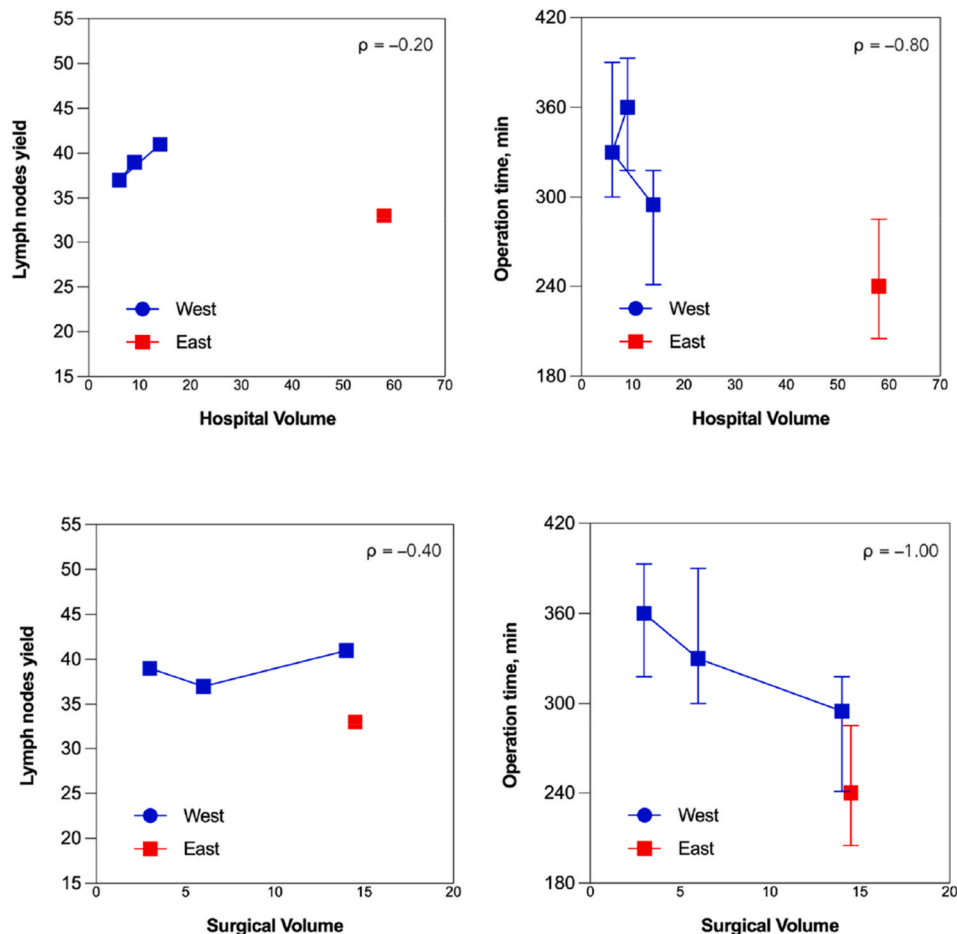 55
50
45
40
35
30
25
20
15
Lymph nodes yield
ρ = –0.20
West
East
0 10 20 30 40 50 60 70
Hospital Volume
420
360
300
240
180
Operation time, min
ρ = –0.80
West
East
0 10 20 30 40 50 60 70
Hospital Volume
55
50
45
40
35
30
25
20
15
Lymph nodes yield
ρ = –0.40
West
East
0 5 10 15 20
Surgical Volume
420
360
300
240
180
Operation time, min
ρ = –1.00
West
East
0 5 10 15 20
Surgical Volume